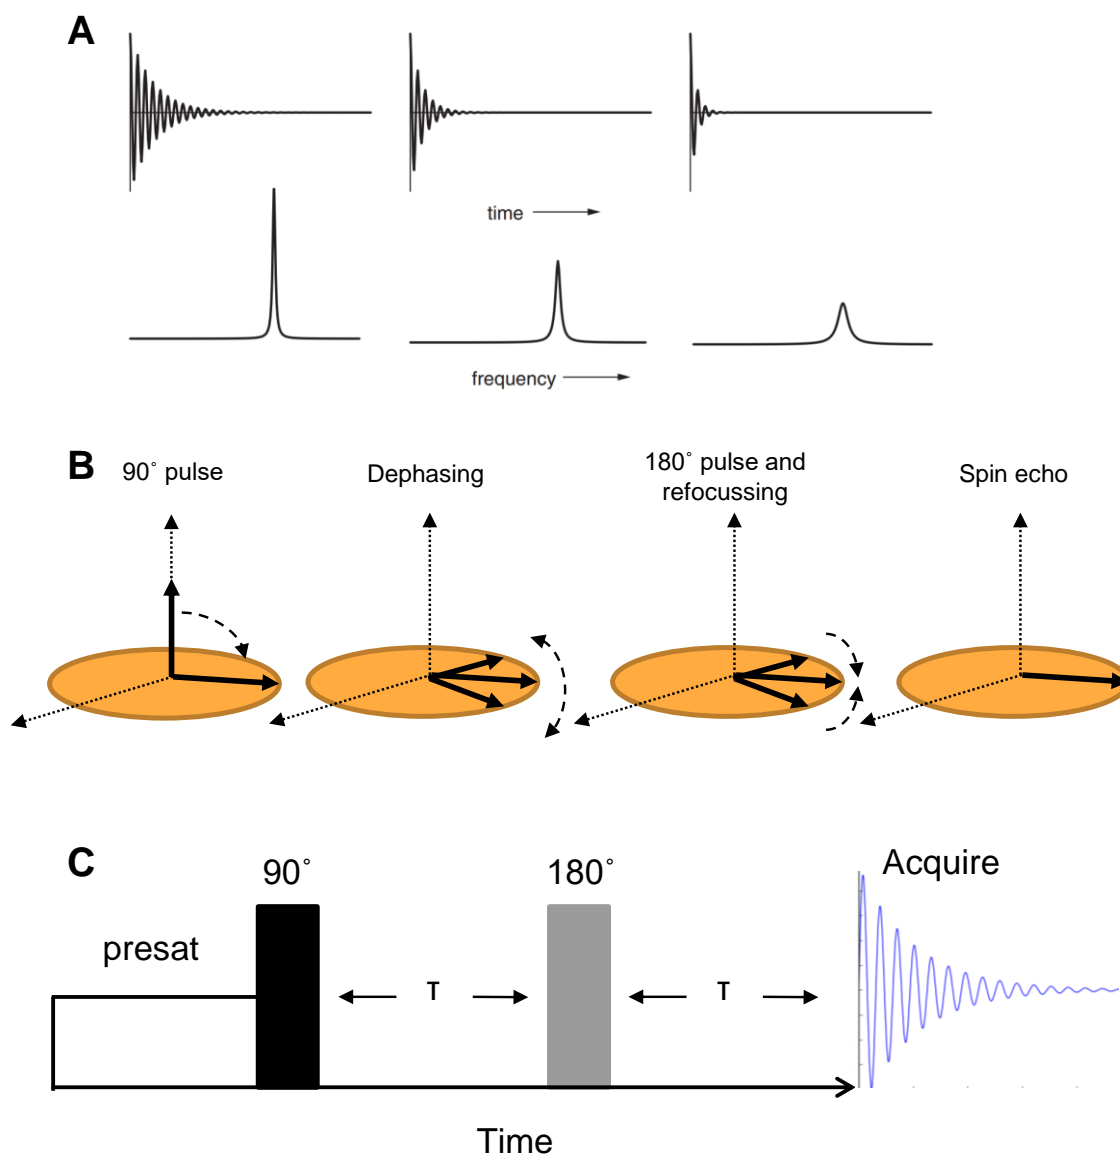 A
time
frequency
B
90˚ pulse
Dephasing
180˚ pulse and
refocussing
Spin echo
C
90˚
180˚
Acquire
presat
τ
τ
Time